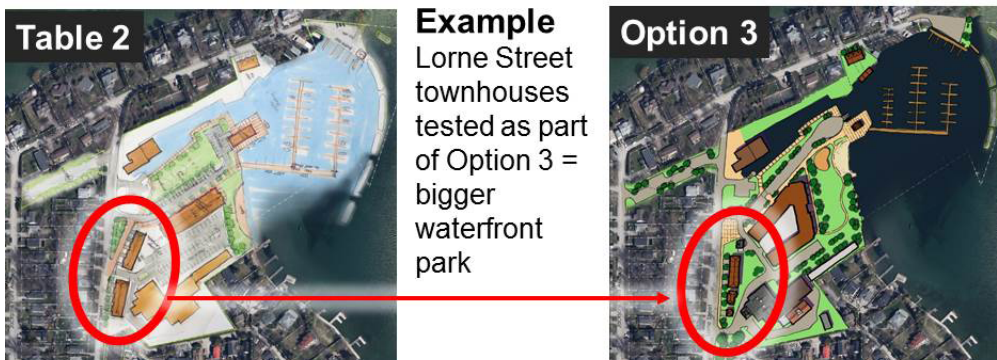 Table 2
Example
Lorne Street
townhouses
tested as part
of Option 3 =
bigger
waterfront
park
Option 3